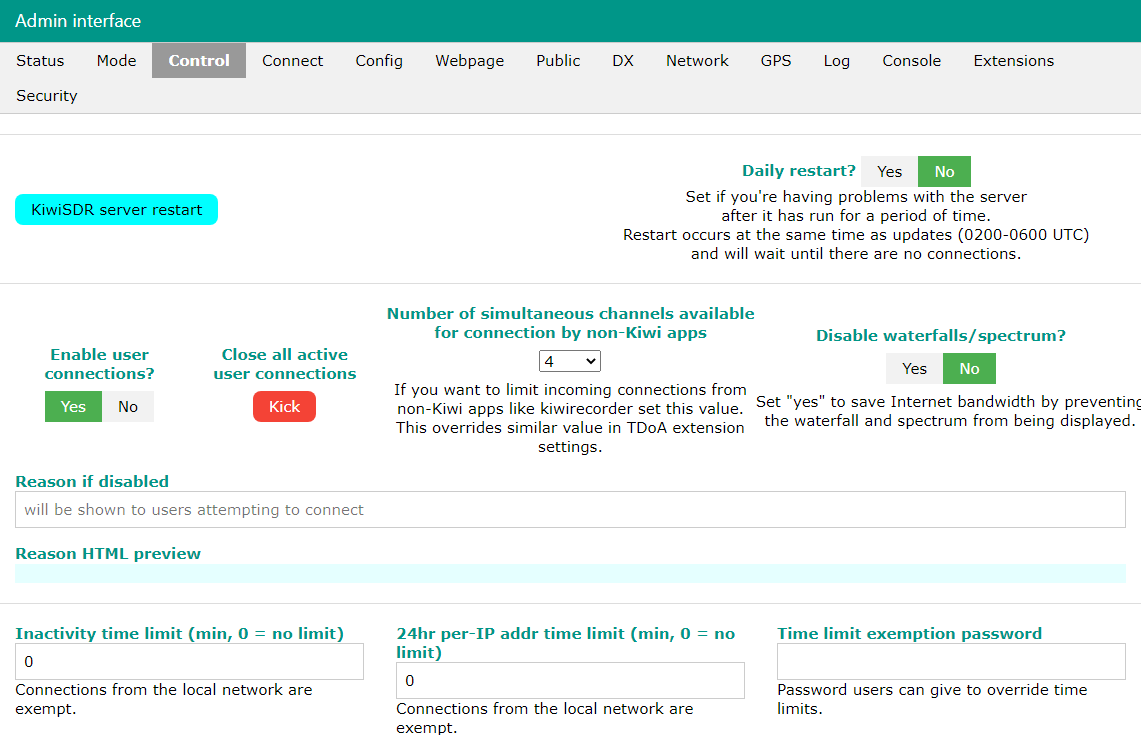 Admin interface
Status Mode Control Connect Config Webpage Public DX Network GPS Log Console Extensions
Security
KiwiSDR server restart
Daily restart? Yes No
Set if you're having problems with the server
after it has run for a period of time.
Restart occurs at the same time as updates (0200-0600 UTC)
and will wait until there are no connections.
Enable user
connections?
Yes No
Close all active
user connections
Kick
Number of simultaneous channels available
for connection by non-Kiwi apps
4
If you want to limit incoming connections from
non-Kiwi apps like kiwirecorder set this value.
This overrides similar value in TDoA extension
settings.
Disable waterfalls/spectrum?
Yes No
Set "yes" to save Internet bandwidth by preventing
the waterfall and spectrum from being displayed.
Reason if disabled
will be shown to users attempting to connect
Reason HTML preview
Inactivity time limit (min, 0 = no limit)
0
Connections from the local network are
exempt.
24hr per-IP addr time limit (min, 0 = no
limit)
0
Connections from the local network are
exempt.
Time limit exemption password
Password users can give to override time
limits.